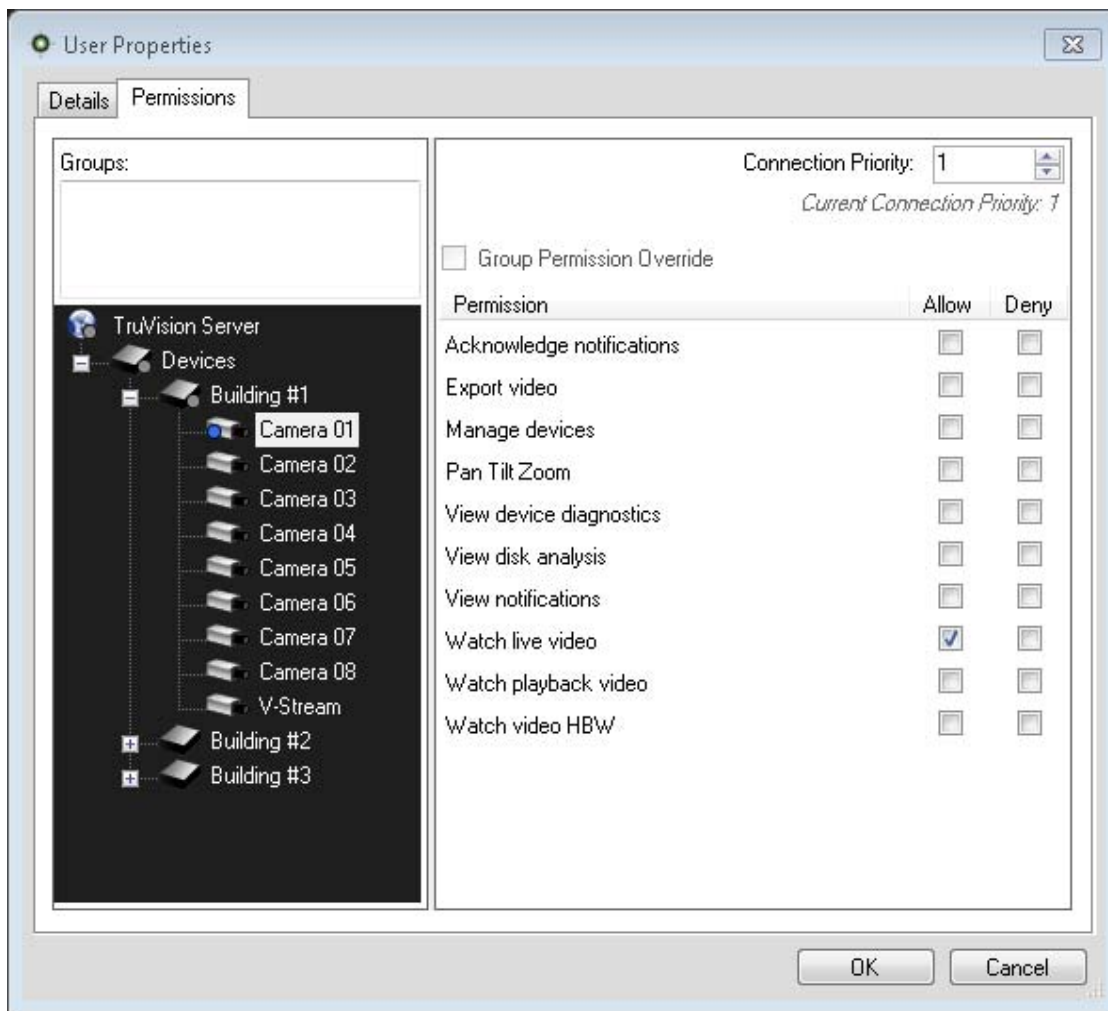 User Properties
Details
Permissions
Groups:
TruVision Server
Devices
Building #1
Camera 01
Camera 02
Camera 03
Camera 04
Camera 05
Camera 06
Camera 07
Camera 08
V-Stream
Building #2
Building #3
Connection Priority: 1
Current Connection Priority: 1
Group Permission Override
Permission Allow Deny
Acknowledge notifications
Export video
Manage devices
Pan Tilt Zoom
View device diagnostics
View disk analysis
View notifications
Watch live video
Watch playback video
Watch video HBW
OK
Cancel